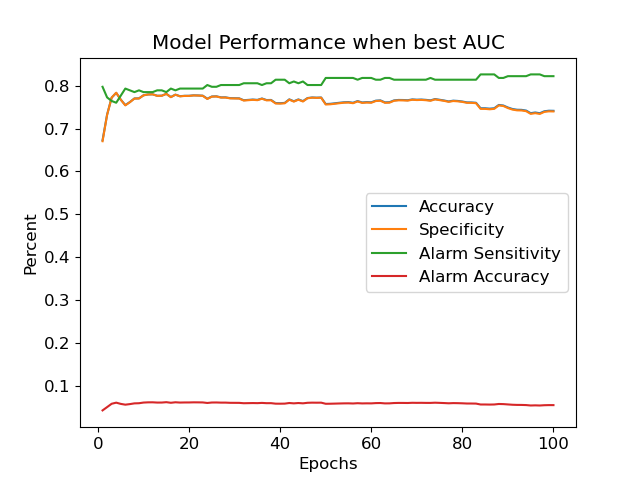 Model Performance when best AUC
0.8
0.7
0.6
0.5
0.4
0.3
0.2
0.1
Percent
Accuracy
Specificity
Alarm Sensitivity
Alarm Accuracy
0 20 40 60 80 100
Epochs